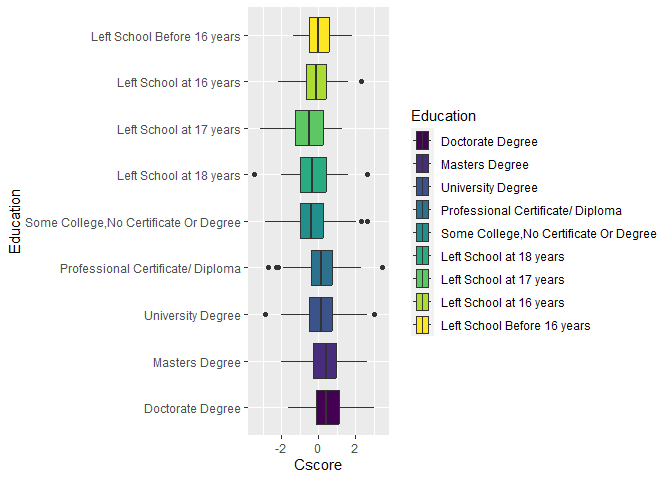 Left School Before 16 years
Left School at 16 years
Left School at 17 years
Left School at 18 years
Some College,No Certificate Or Degree
Professional Certificate/ Diploma
University Degree
Masters Degree
Doctorate Degree
Education
-2 0 2
Cscore
Education
Doctorate Degree
Masters Degree
University Degree
Professional Certificate/ Diploma
Some College,No Certificate Or Degree
Left School at 18 years
Left School at 17 years
Left School at 16 years
Left School Before 16 years